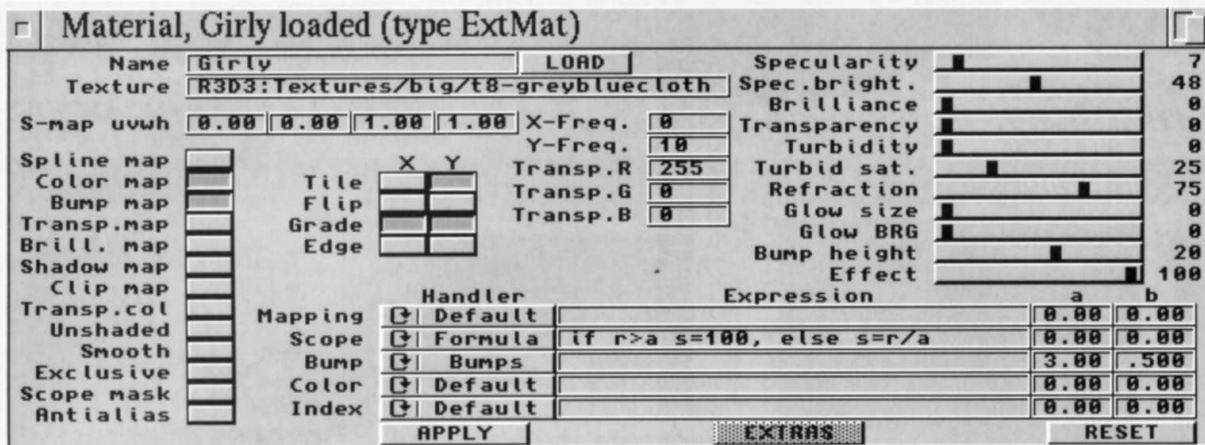 Material, Girly loaded (type ExtMat)
Name Girly LOAD
Texture R3D3:Textures/big/t8-greybluecloth
S-map uvwh 0.00 0.00 1.00 1.00
X-Freq. 0
Y-Freq. 10
Transp.R 255
Transp.G 0
Transp.B 0
Specularity 7
Spec.bright. 48
Brilliance 0
Transparency 0
Turbidity 0
Turbid sat. 25
Refraction 75
Glow size 0
Glow BRG 0
Bump height 20
Effect 100
Spline map
Color map
Bump map
Transp.map
Brill. map
Shadow map
Clip map
Transp.col
Unshaded
Smooth
Exclusive
Scope mask
Antialias
X Y
Tile
Flip
Grade
Edge
Handler Expression a b
Mapping Default 0.00 0.00
Scope Formula if r>a s=100, else s=r/a 0.00 0.00
Bump Bumps 3.00 .500
Color Default 0.00 0.00
Index Default 0.00 0.00
APPLY EXTRAS RESET